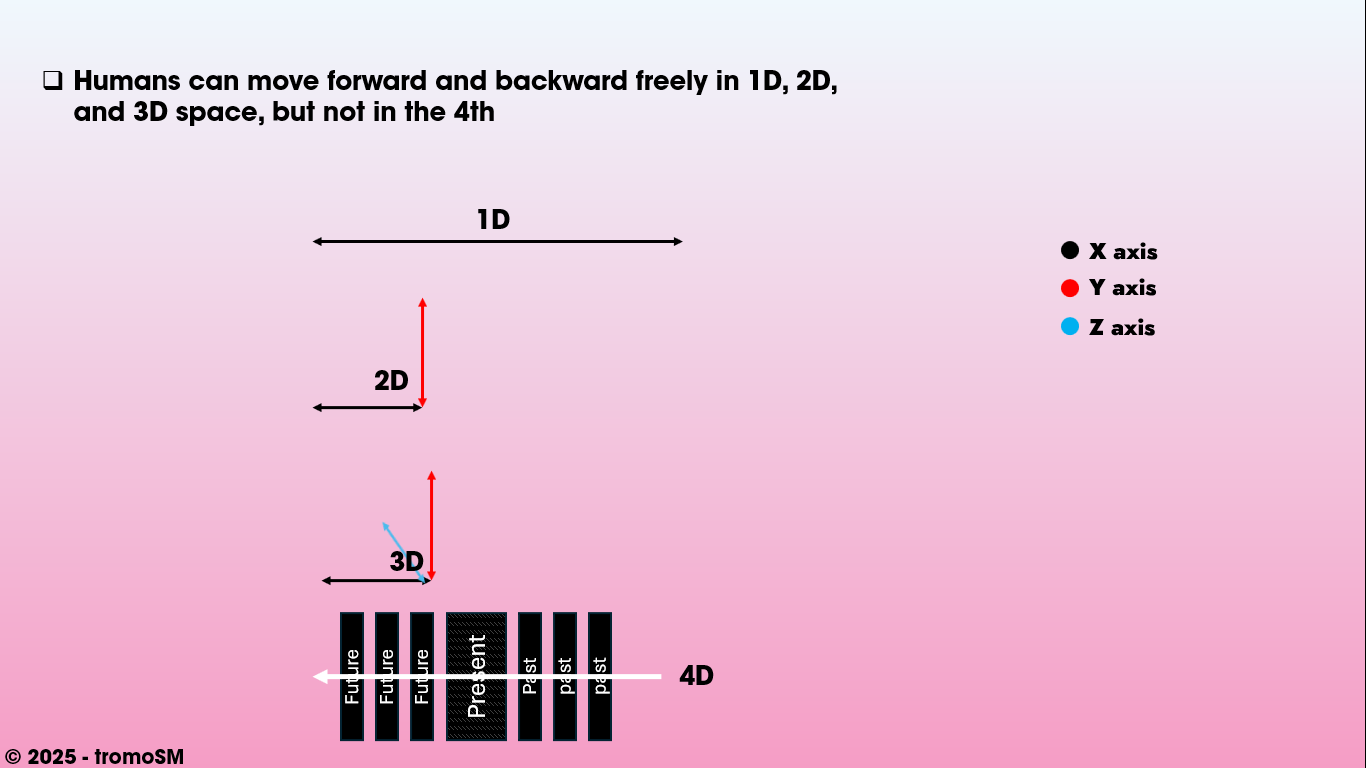 ❑ Humans can move forward and backward freely in 1D, 2D,
and 3D space, but not in the 4th
1D
X axis
Y axis
Z axis
2D
3D
Future
Future
Future
Present
Past
past
past
4D
© 2025 - tromoSM